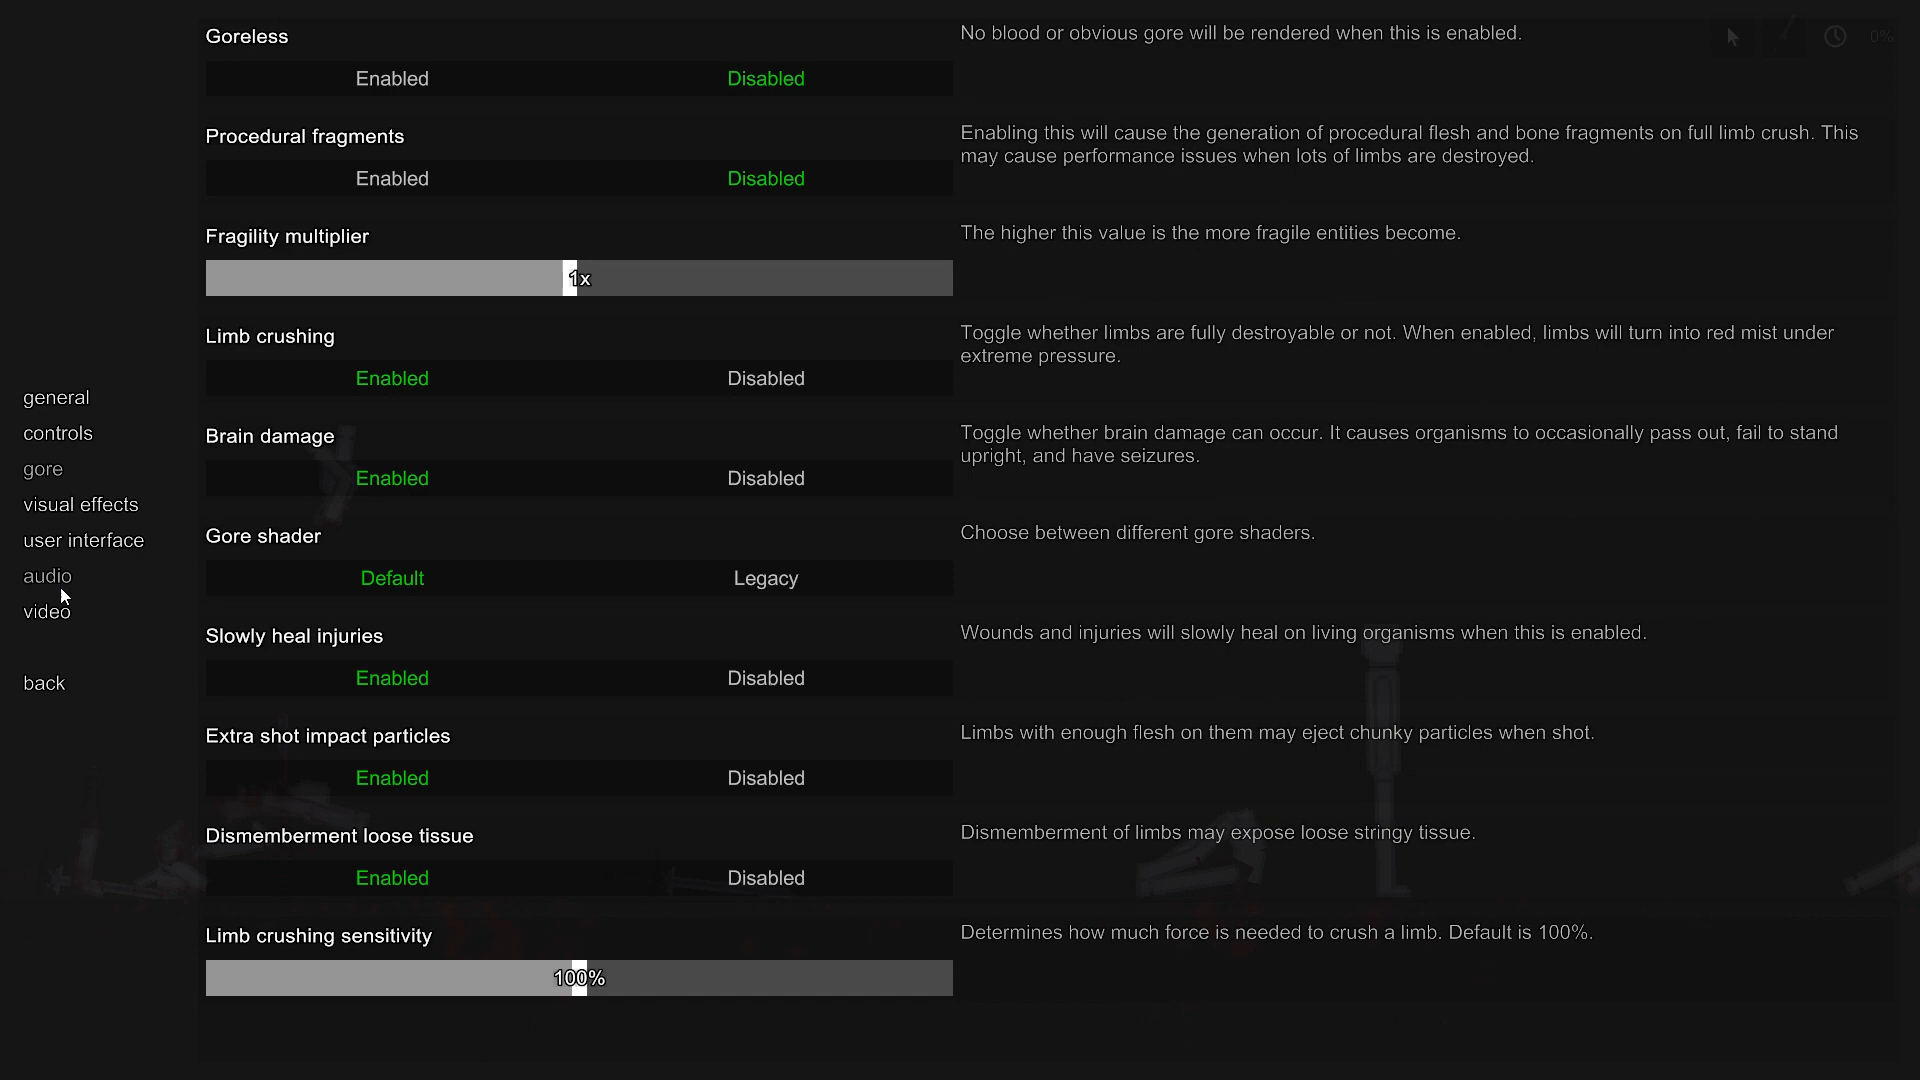 Goreless
No blood or obvious gore will be rendered when this is enabled.
0%
Enabled
Disabled
Procedural fragments
Enabling this will cause the generation of procedural flesh and bone fragments on full limb crush. This
may cause performance issues when lots of limbs are destroyed.
Enabled
Disabled
Fragility multiplier
The higher this value is the more fragile entities become.
1x
Limb crushing
Toggle whether limbs are fully destroyable or not. When enabled, limbs will turn into red mist under
extreme pressure.
Enabled
Disabled
general
controls
gore
visual effects
user interface
audio
video
back
Brain damage
Toggle whether brain damage can occur. It causes organisms to occasionally pass out, fail to stand
upright, and have seizures.
Enabled
Disabled
Gore shader
Choose between different gore shaders.
Default
Legacy
Slowly heal injuries
Wounds and injuries will slowly heal on living organisms when this is enabled.
Enabled
Disabled
Extra shot impact particles
Limbs with enough flesh on them may eject chunky particles when shot.
Enabled
Disabled
Dismemberment loose tissue
Dismemberment of limbs may expose loose stringy tissue.
Enabled
Disabled
Limb crushing sensitivity
Determines how much force is needed to crush a limb. Default is 100%.
100%